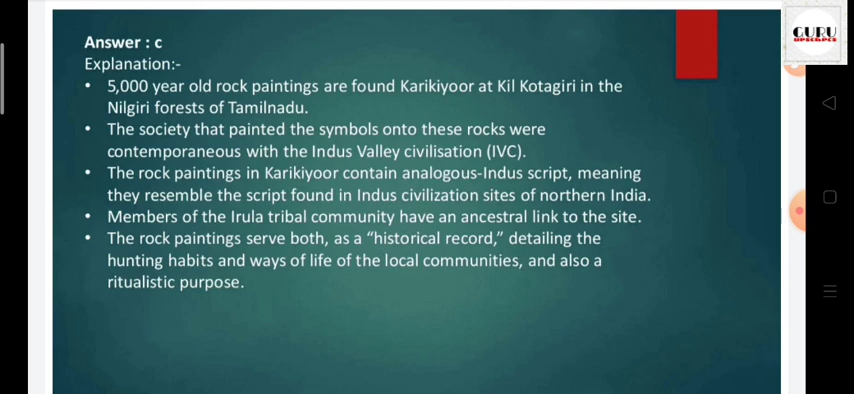 GURU
UPSC&PCS
Answer : c
Explanation:-
• 5,000 year old rock paintings are found Karikiyoor at Kil Kotagiri in the
Nilgiri forests of Tamilnadu.
• The society that painted the symbols onto these rocks were
contemporaneous with the Indus Valley civilisation (IVC).
• The rock paintings in Karikiyoor contain analogous-Indus script, meaning
they resemble the script found in Indus civilization sites of northern India.
• Members of the Irula tribal community have an ancestral link to the site.
• The rock paintings serve both, as a “historical record,” detailing the
hunting habits and ways of life of the local communities, and also a
ritualistic purpose.